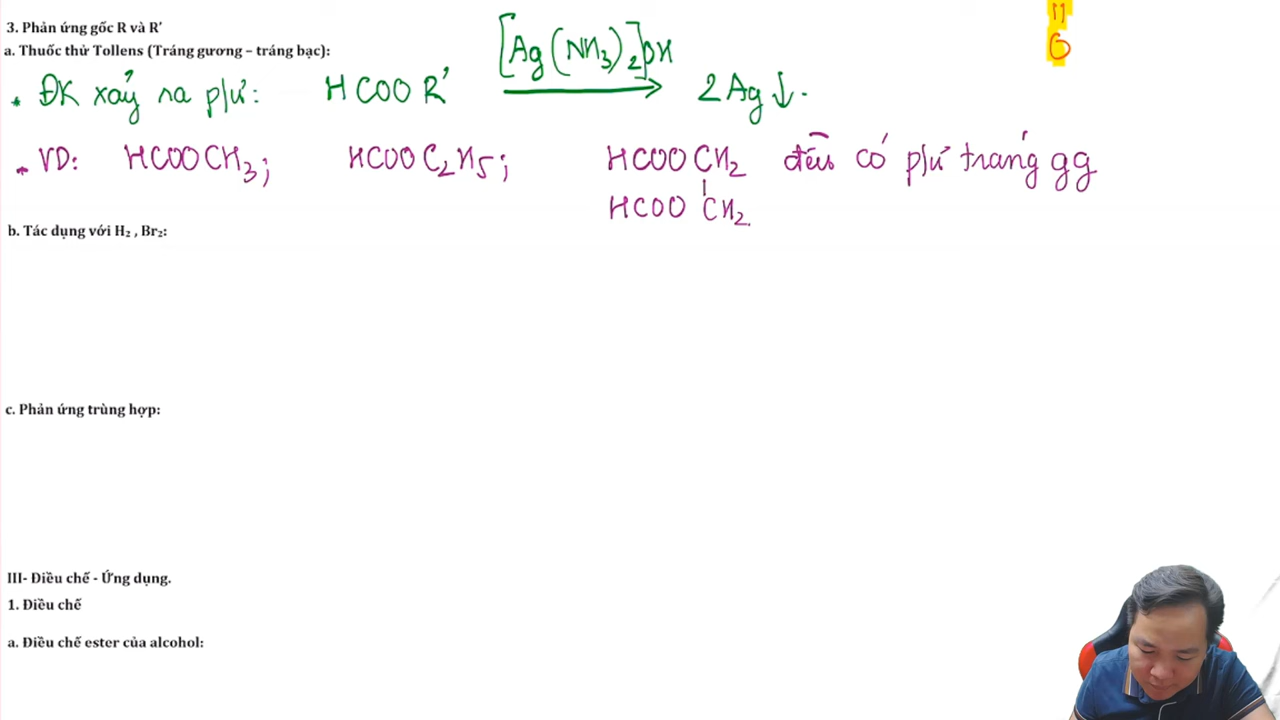 3. Phản ứng gốc R và R’
a. Thuốc thử Tollens (Tráng gương – tráng bạc):
[Ag(NH₃)₂]OH
* ĐK xảy ra p/ứ: HCOOR' → 2Ag↓.
* VD: HCOOCH₃; HCOOC₂H₅; HCOOCH₂ đều có p/ứ tráng gg
HCOOCH₂.
b. Tác dụng với H₂ , Br₂:
c. Phản ứng trùng hợp:
III- Điều chế - Ứng dụng.
1. Điều chế
a. Điều chế ester của alcohol: